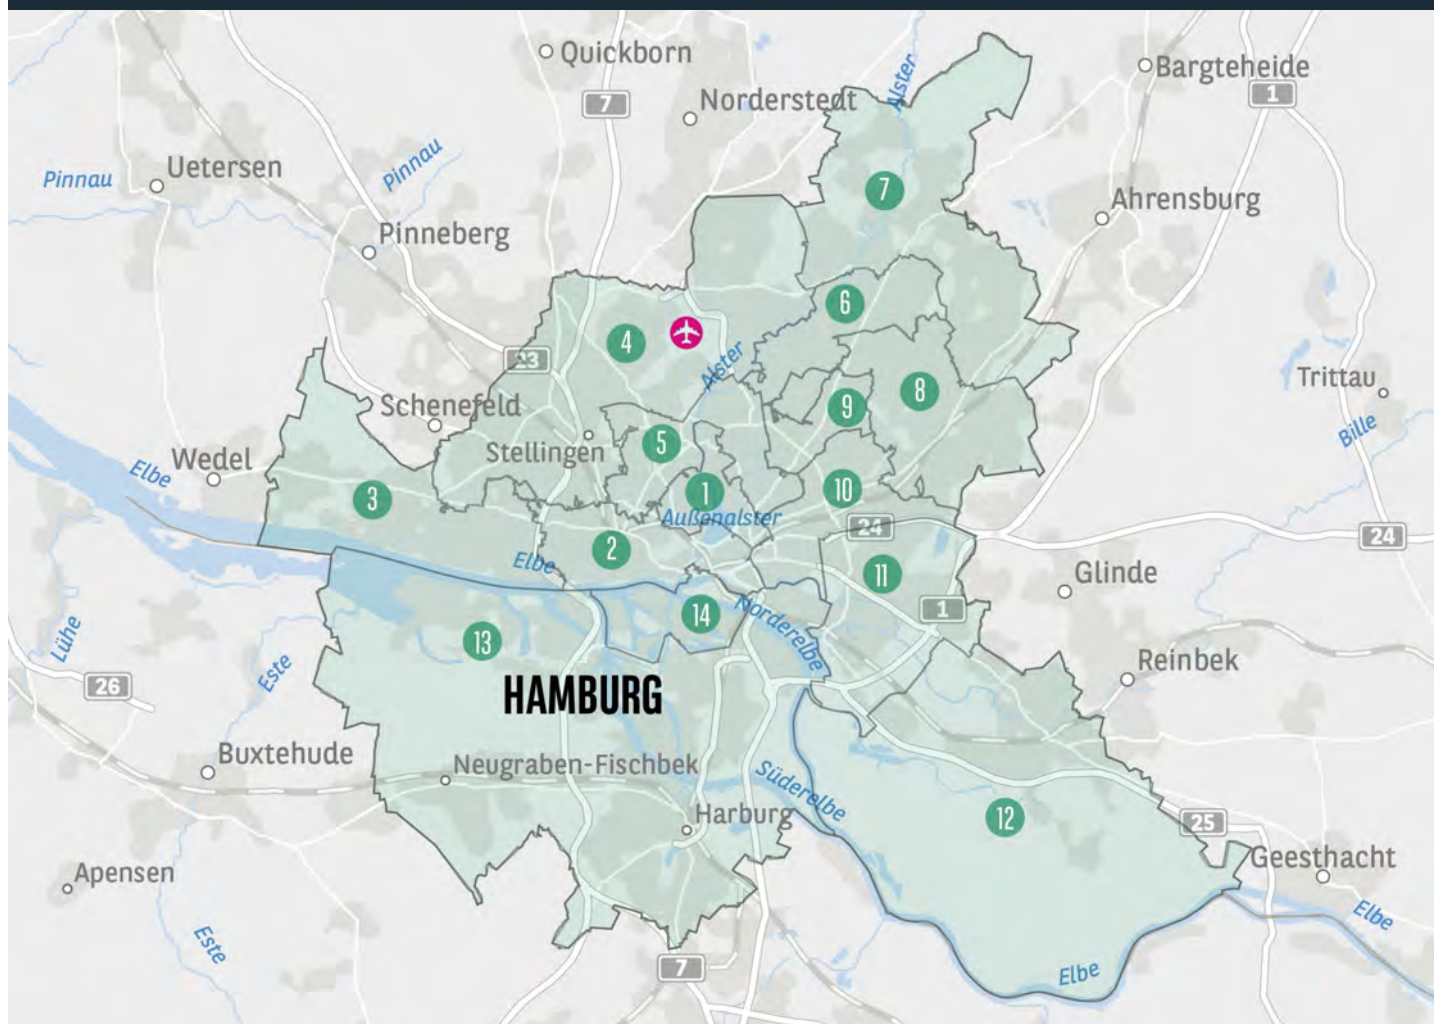 Quickborn
Bargteheide
7
1
Norderstedt
Alster
Uetersen
Pinnau
Pinnau
7
Ahrensburg
Pinneberg
6
4
Alster
23
Trittau
8
9
Schenefeld
Bille
Stellingen
5
Wedel
Elbe
3
1
10
Außenalster
24
24
2
Elbe
11
Glinde
1
14
Norderelbe
Lühe
13
Este
Reinbek
26
HAMBURG
Buxtehude
Neugraben-Fischbek
Süderelbe
Harburg
12
25
Geesthacht
Apensen
Elbe
Este
7
Elbe